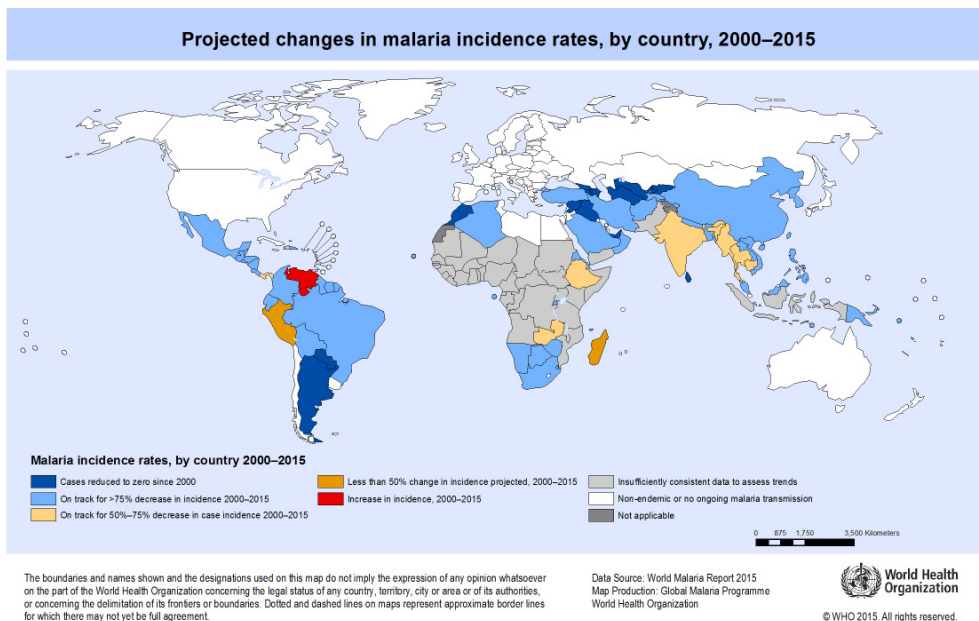 Projected changes in malaria incidence rates, by country, 2000–2015
Malaria incidence rates, by country 2000–2015
Cases reduced to zero since 2000
On track for >75% decrease in incidence 2000–2015
On track for 50%–75% decrease in case incidence 2000–2015
Less than 50% change in incidence projected, 2000–2015
Increase in incidence, 2000–2015
Insufficiently consistent data to assess trends
Non-endemic or no ongoing malaria transmission
Not applicable
0 875 1,750 3,500 Kilometers
The boundaries and names shown and the designations used on this map do not imply the expression of any opinion whatsoever
on the part of the World Health Organization concerning the legal status of any country, territory, city or area or of its authorities,
or concerning the delimitation of its frontiers or boundaries. Dotted and dashed lines on maps represent approximate border lines
for which there may not yet be full agreement.
Data Source: World Malaria Report 2015
Map Production: Global Malaria Programme
World Health Organization
World Health
Organization
© WHO 2015. All rights reserved.